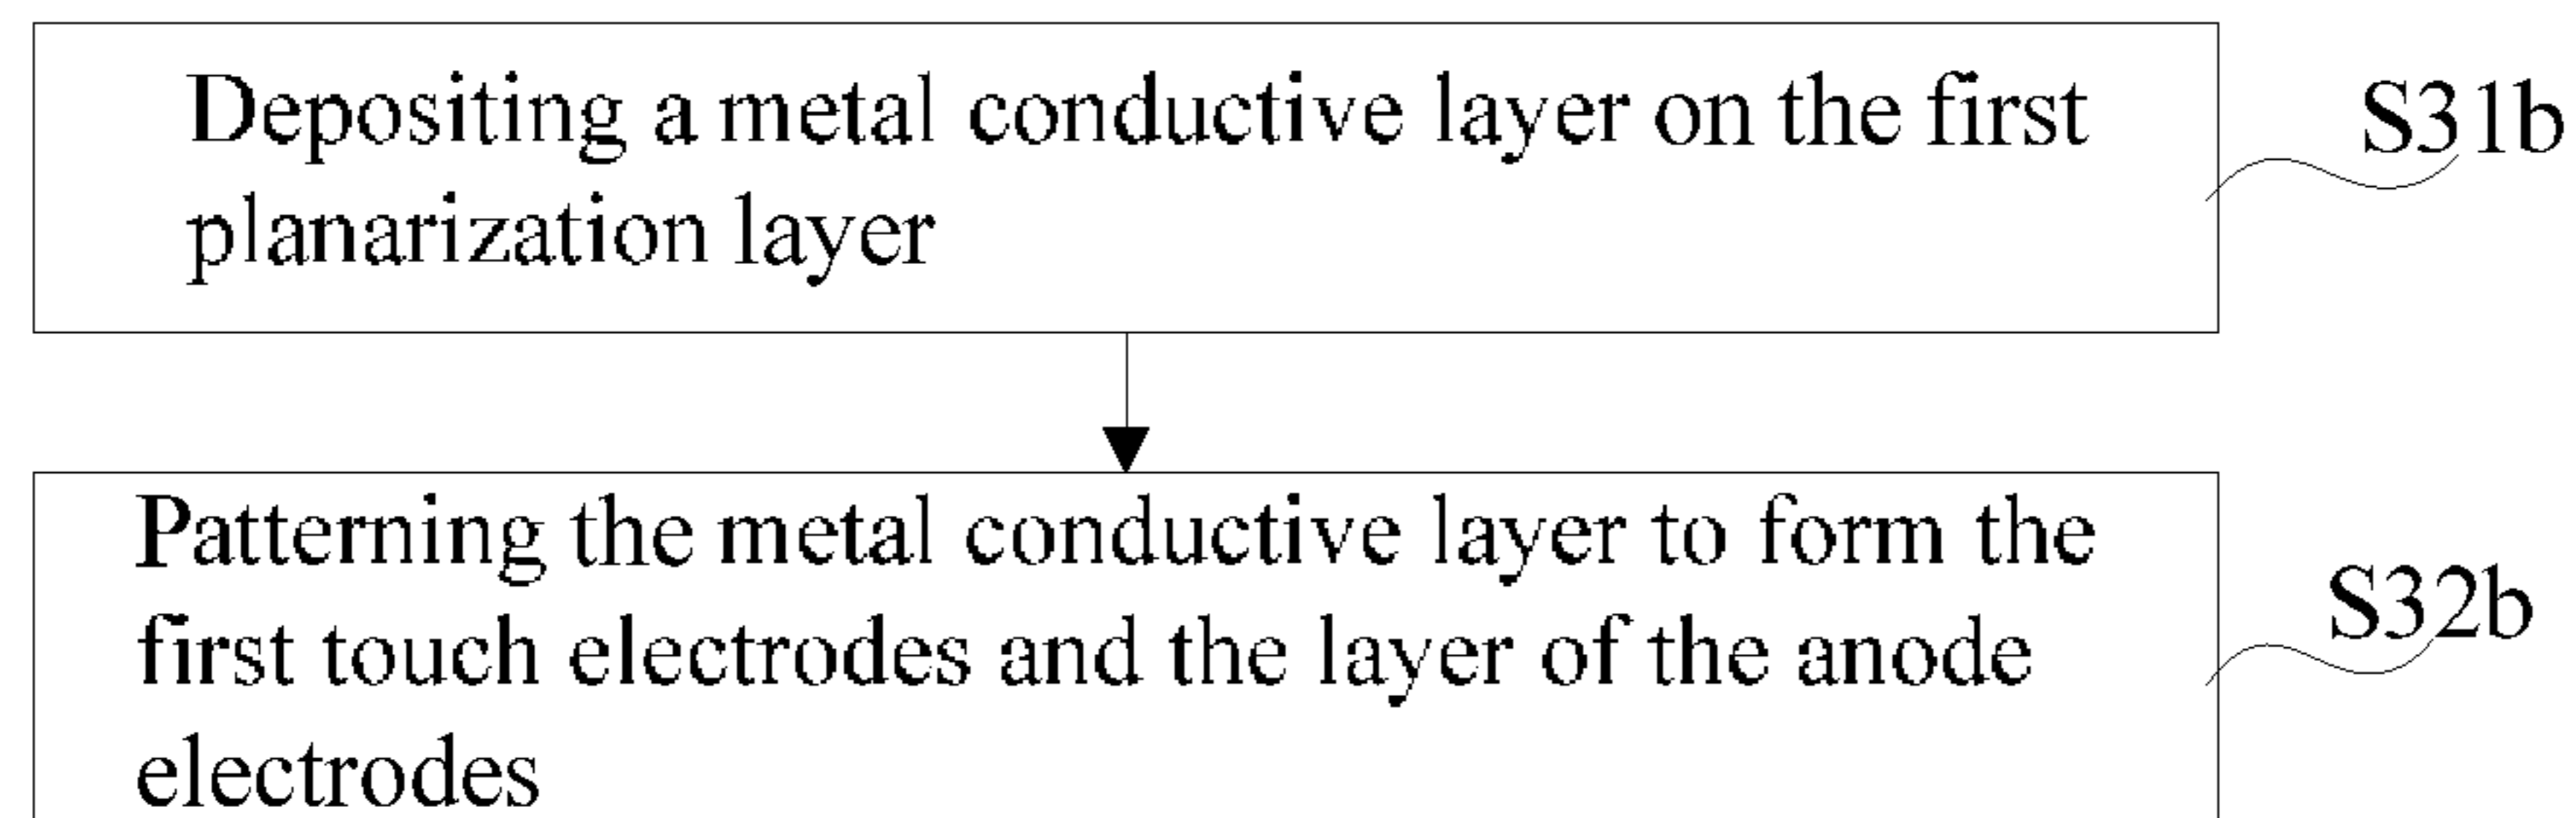 Depositing a metal conductive layer on the first
planarization layer
S31b
Patterning the metal conductive layer to form the
first touch electrodes and the layer of the anode
electrodes
S32b